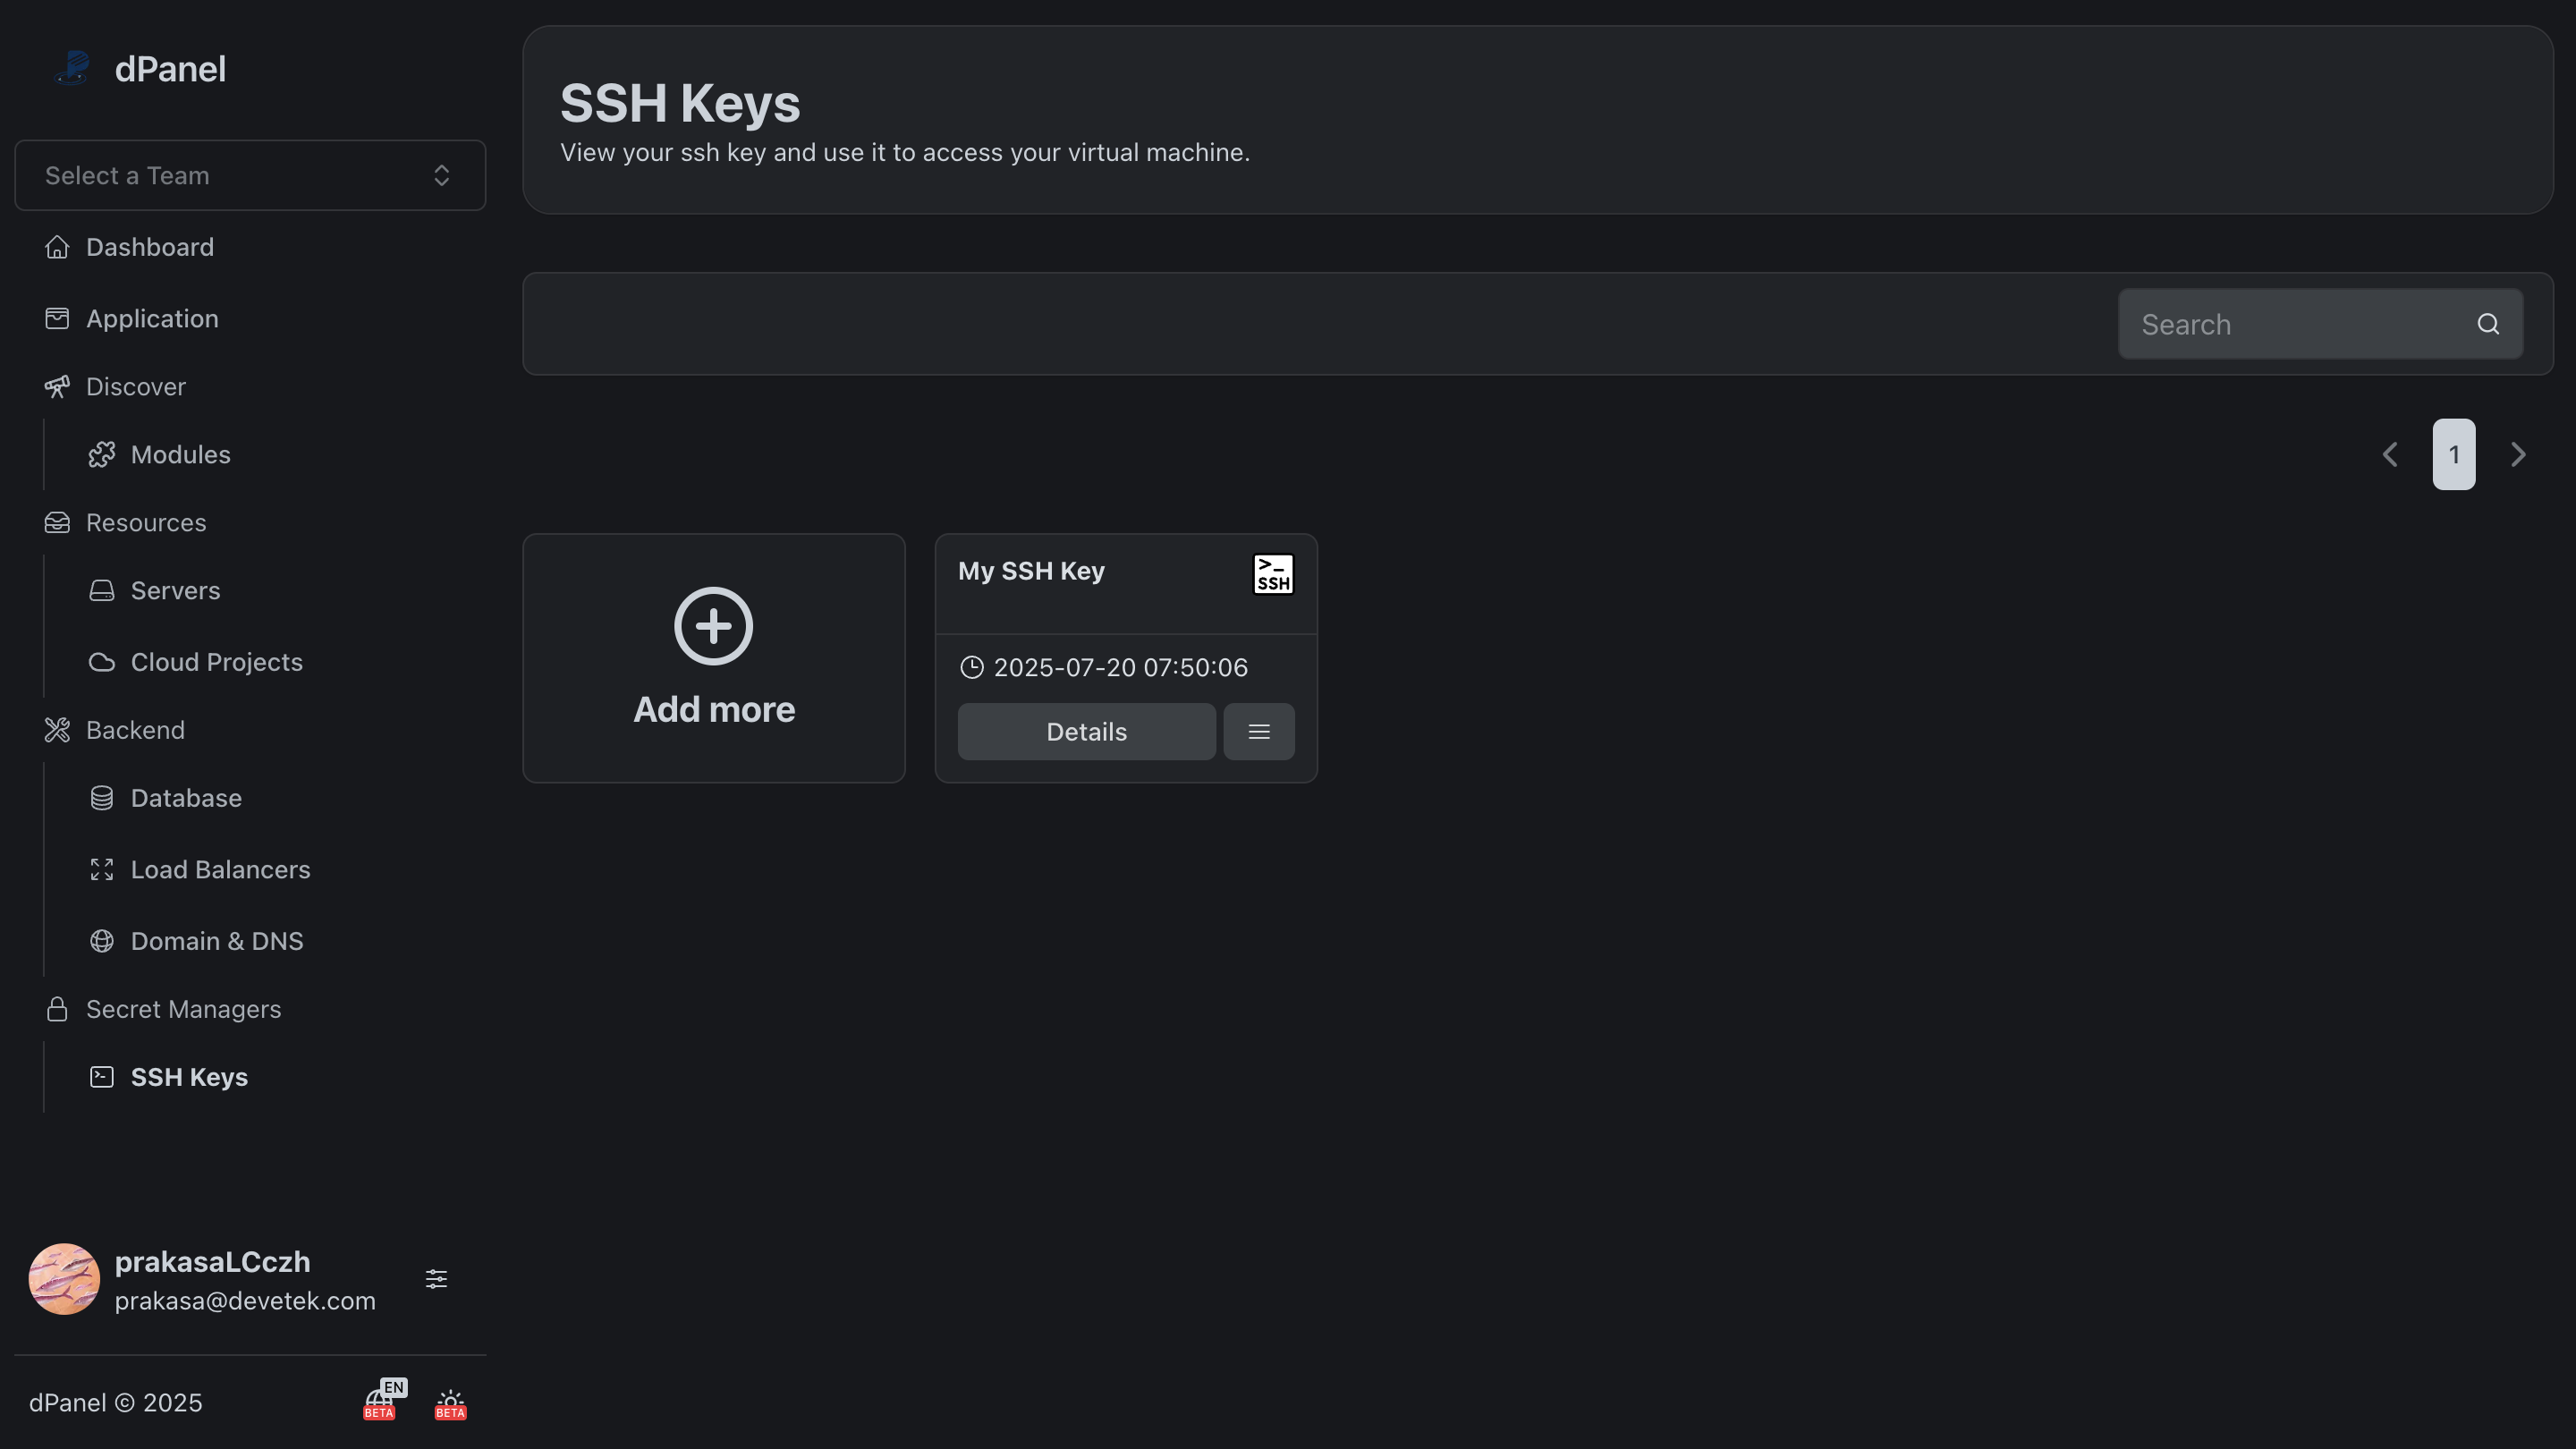 dPanel
Select a Team
Dashboard
Application
Discover
Modules
Resources
Servers
Cloud Projects
Backend
Database
Load Balancers
Domain & DNS
Secret Managers
SSH Keys
prakasaLCczh
prakasa@devetek.com
dPanel © 2025
EN
BETA
BETA
SSH Keys
View your ssh key and use it to access your virtual machine.
Search
1
Add more
My SSH Key
>_
SSH
2025-07-20 07:50:06
Details